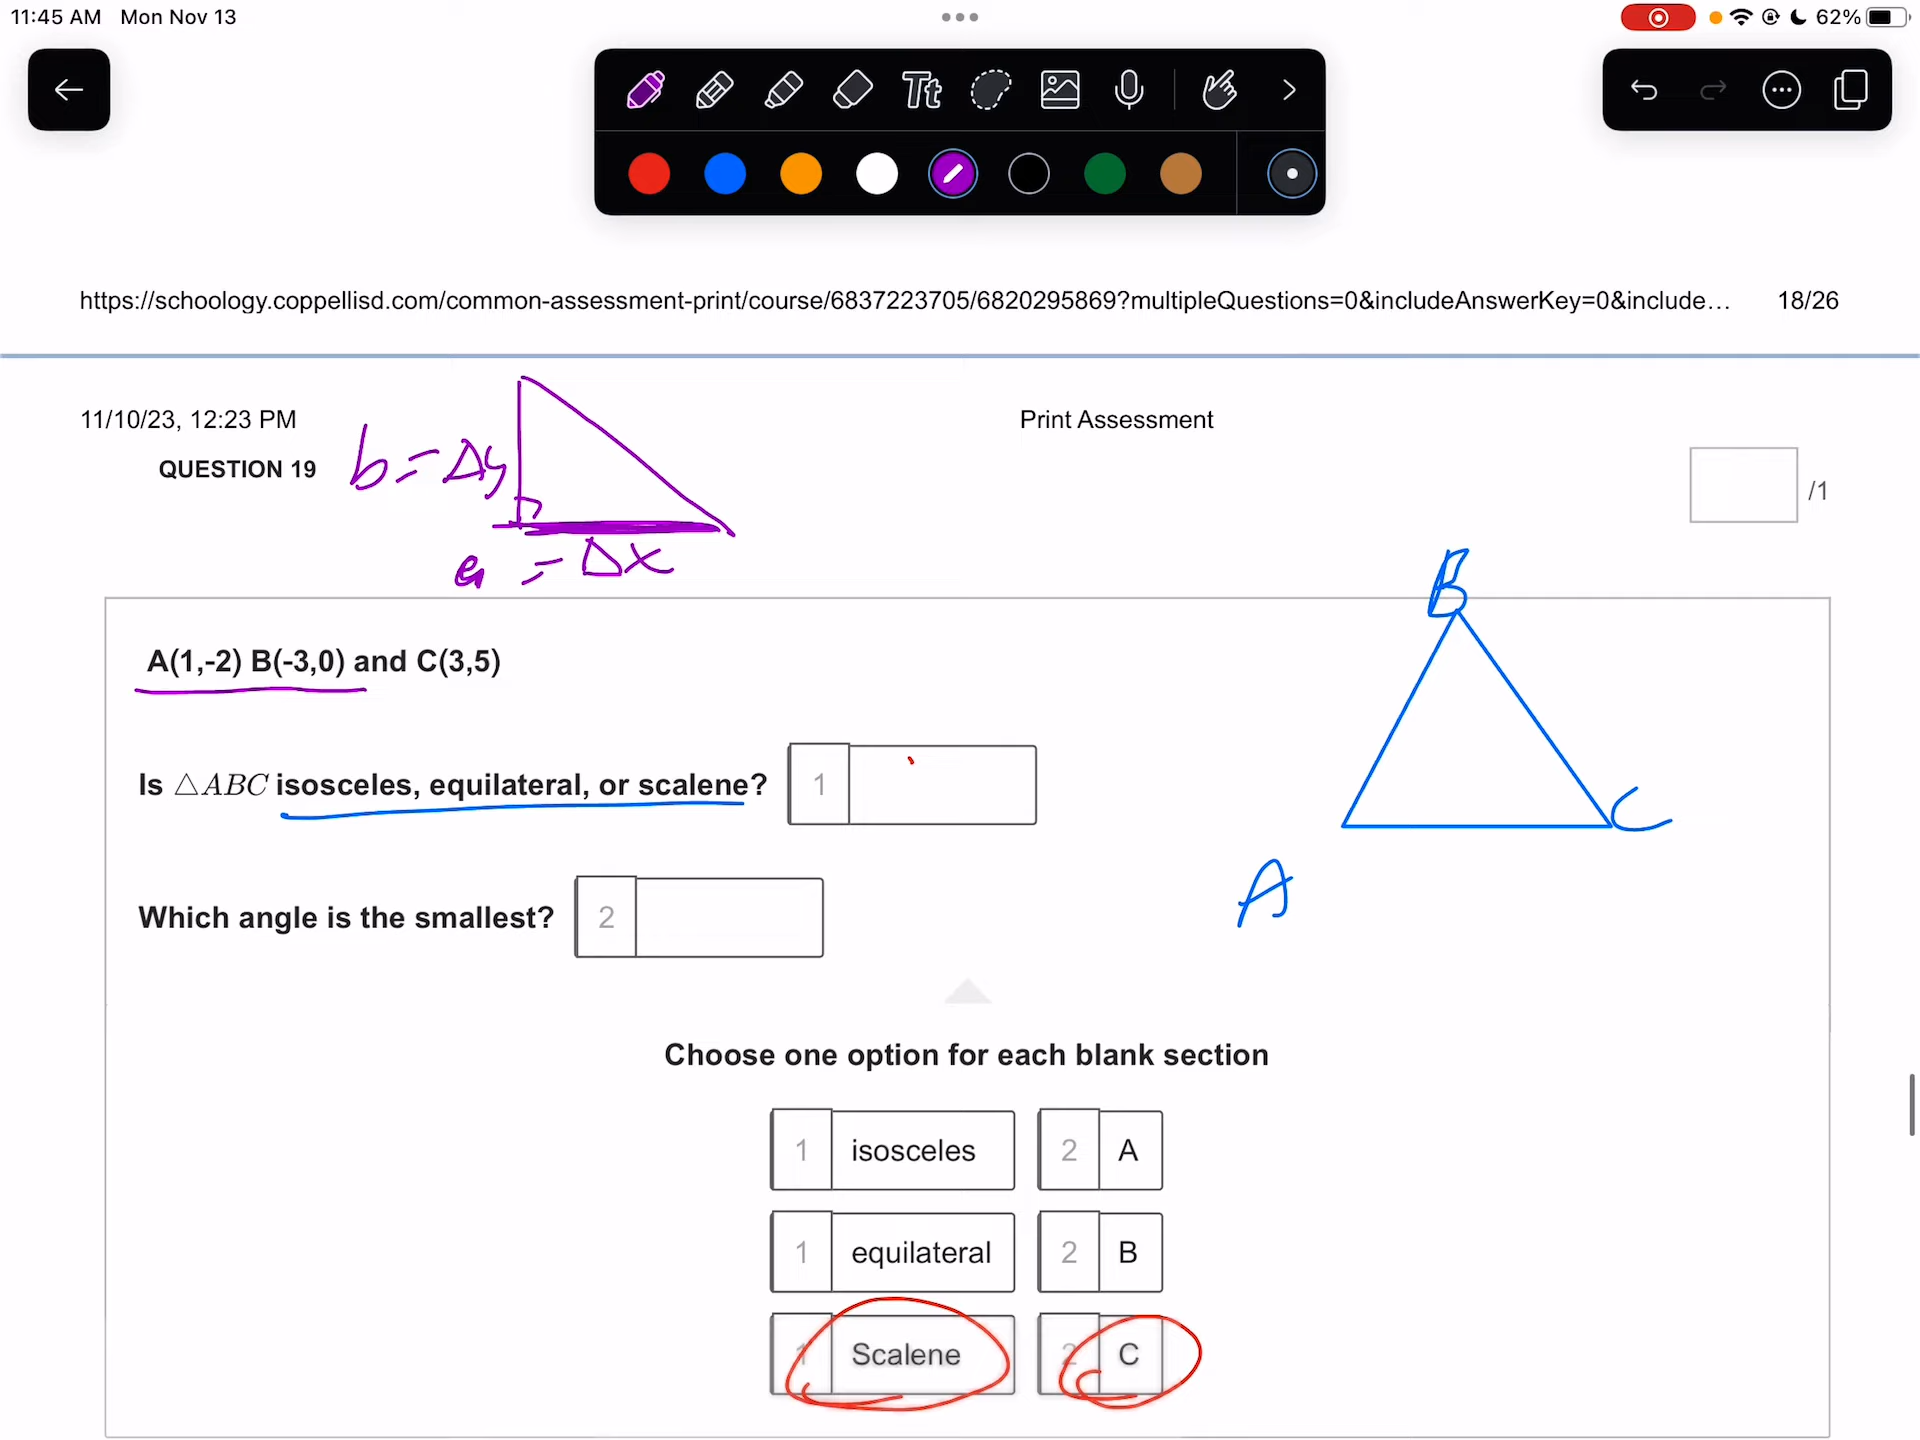 11:45 AM Mon Nov 13
62%
Tt
https://schoology.coppellisd.com/common-assessment-print/course/6837223705/6820295869?multipleQuestions=0&includeAnswerKey=0&include... 18/26
11/10/23, 12:23 PM
Print Assessment
QUESTION 19
b = Δy
/1
a = Δx
B
A(1,-2) B(-3,0) and C(3,5)
Is △ABC isosceles, equilateral, or scalene? 1
C
A
Which angle is the smallest? 2
Choose one option for each blank section
1 isosceles 2 A
1 equilateral 2 B
1 Scalene 2 C